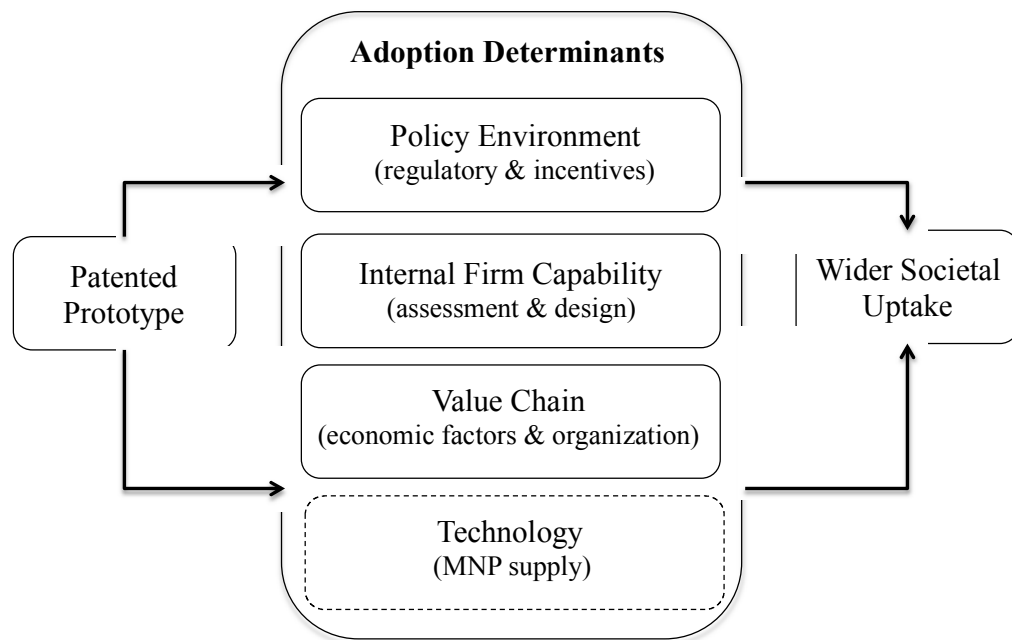 Adoption Determinants
Policy Environment
(regulatory & incentives)
Patented
Prototype
Internal Firm Capability
(assessment & design)
Wider Societal
Uptake
Value Chain
(economic factors & organization)
Technology
(MNP supply)